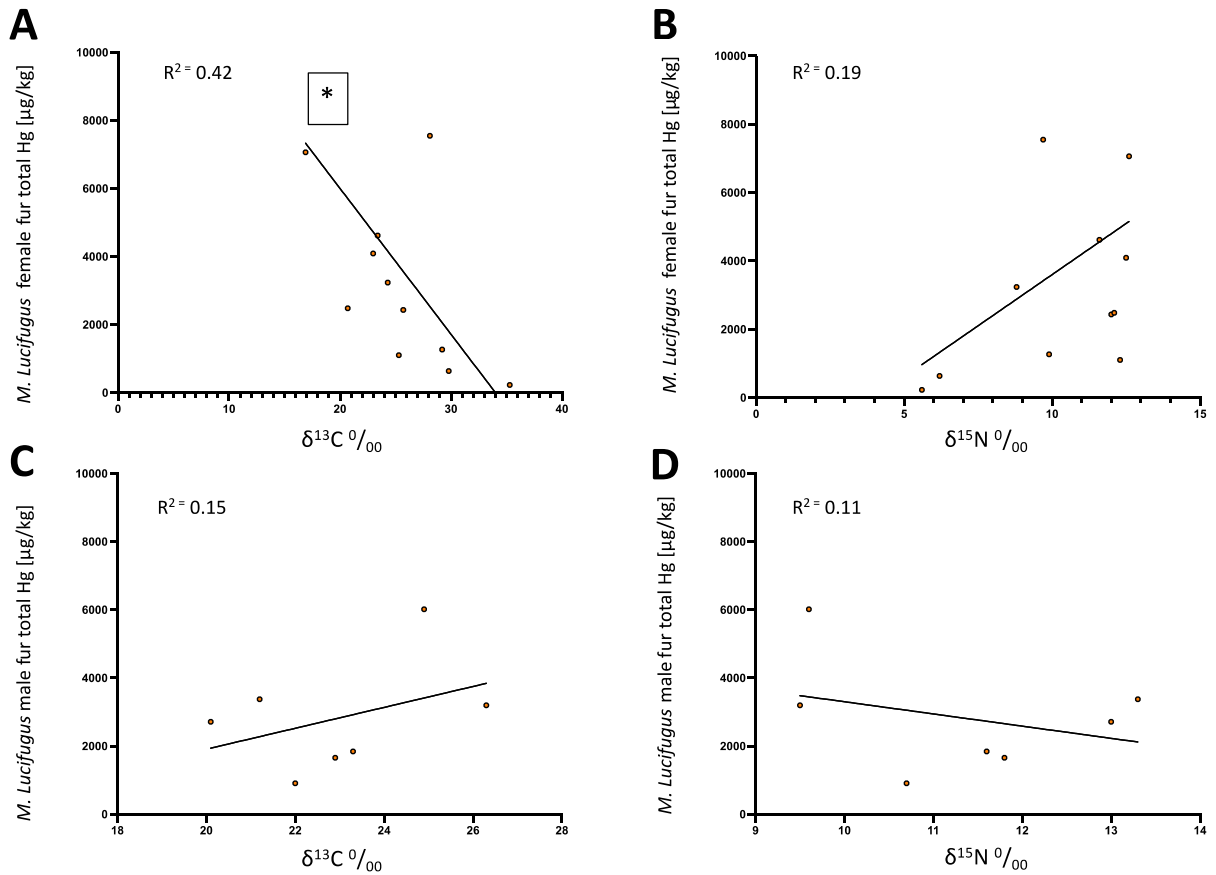 A
R² = 0.42
*
M. Lucifugus female fur total Hg [µg/kg]
10000
8000
6000
4000
2000
0
0 10 20 30 40
δ¹³C ⁰/₀₀
B
R² = 0.19
M. Lucifugus female fur total Hg [µg/kg]
10000
8000
6000
4000
2000
0
0 5 10 15
δ¹⁵N ⁰/₀₀
C
R² = 0.15
M. Lucifugus male fur total Hg [µg/kg]
10000
8000
6000
4000
2000
0
18 20 22 24 26 28
δ¹³C ⁰/₀₀
D
R² = 0.11
M. Lucifugus male fur total Hg [µg/kg]
10000
8000
6000
4000
2000
0
9 10 11 12 13 14
δ¹⁵N ⁰/₀₀